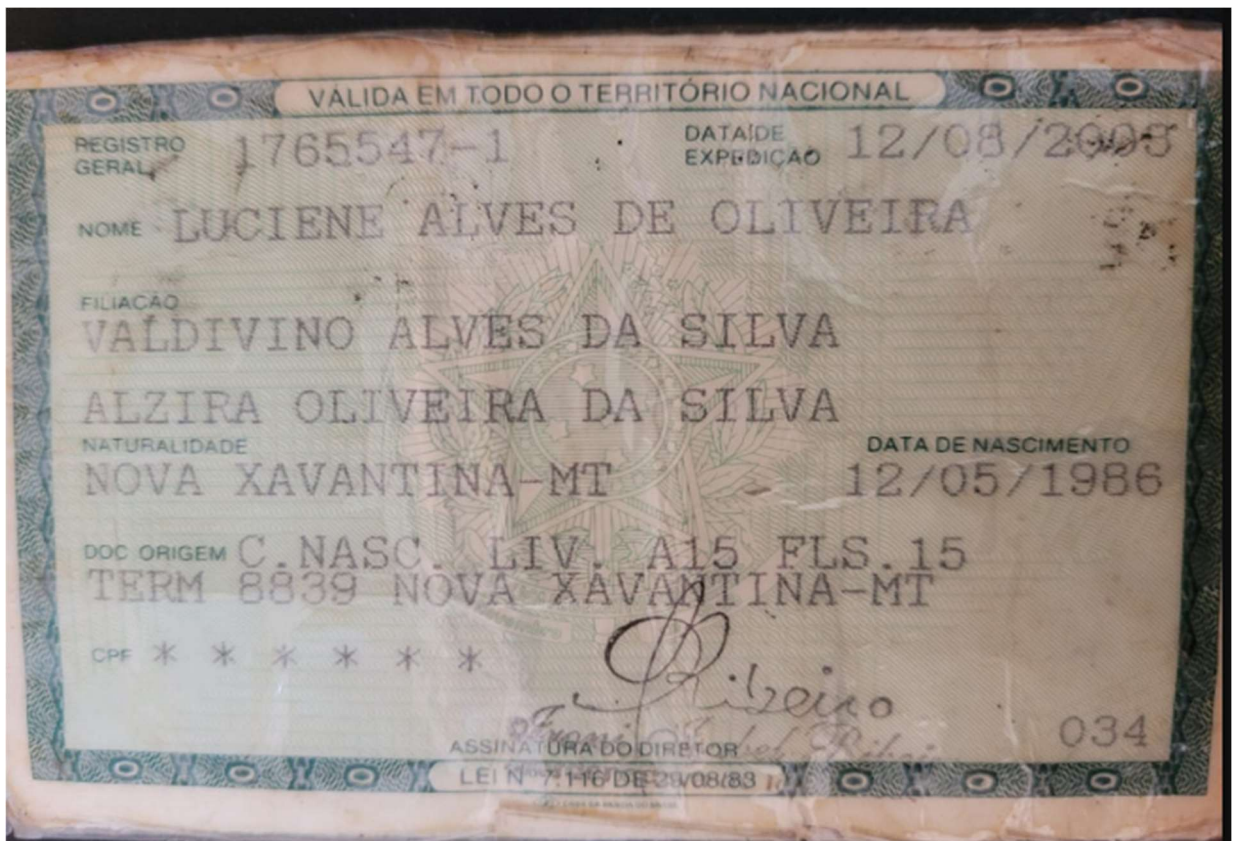 VÁLIDA EM TODO O TERRITÓRIO NACIONAL
REGISTRO GERAL 1765547-1 DATA DE EXPEDIÇÃO 12/08/
NOME LUCIENE ALVES DE OLIVEIRA
FILIAÇÃO
VALDIVINO ALVES DA SILVA
ALZIRA OLIVEIRA DA SILVA
NATURALIDADE DATA DE NASCIMENTO
NOVA XAVANTINA-MT 12/05/1986
DOC ORIGEM C.NASC. LIV. A15 FLS.15
TERM 8839 NOVA XAVANTINA-MT
CPF * * * * * *
Ribeiro
034
ASSINATURA DO DIRETOR
LEI Nº 7.116 DE 29/08/83